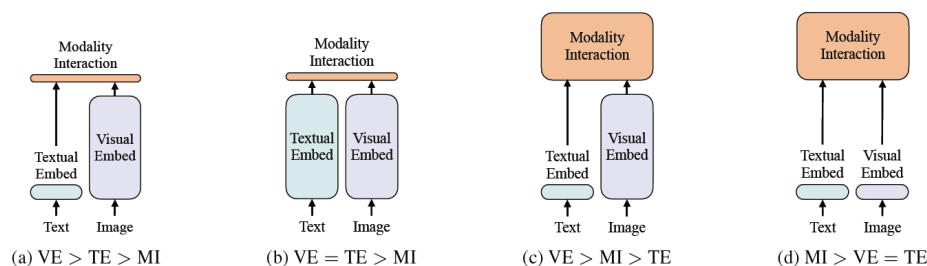 Modality
Interaction
Textual
Embed
Visual
Embed
Text
Image
(a) VE > TE > MI
Modality
Interaction
Textual
Embed
Visual
Embed
Text
Image
(b) VE = TE > MI
Modality
Interaction
Textual
Embed
Visual
Embed
Text
Image
(c) VE > MI > TE
Modality
Interaction
Textual
Embed
Visual
Embed
Text
Image
(d) MI > VE = TE